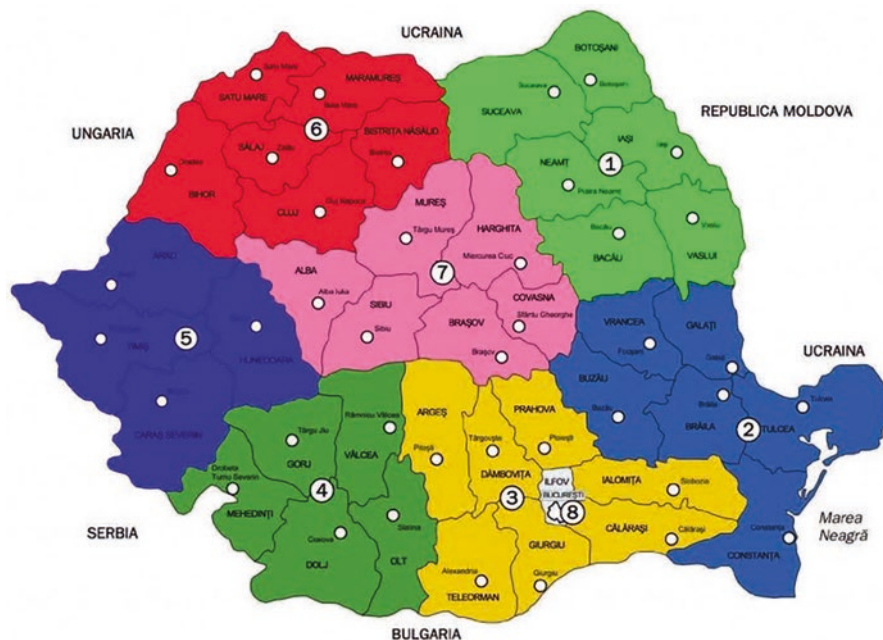 UCRAINA
BOTOȘANI
Botoșani
Satu Mare
SATU MARE
MARAMUREȘ
Baia Mare
Suceava
SUCEAVA
REPUBLICA MOLDOVA
UNGARIA
6
BISTRIȚA NĂSĂUD
Bistrița
SĂLAJ
Zalău
IAȘI
Iași
1
NEAMȚ
Piatra Neamț
Oradea
BIHOR
CLUJ
Cluj Napoca
MUREȘ
Târgu Mureș
HARGHITA
Miercurea Ciuc
Bacău
BACĂU
Vaslui
VASLUI
ARAD
7
ALBA
Alba Iulia
SIBIU
Sibiu
COVASNA
Sfântu Gheorghe
BRAȘOV
Brașov
VRANCEA
Focșani
GALAȚI
Galați
5
TIMIȘ
HUNEDOARA
CARAȘ SEVERIN
UCRAINA
BUZĂU
Brăila
BRĂILA
2
Tulcea
TULCEA
ARGEȘ
Pitești
PRAHOVA
Ploiești
Târgoviște
DÂMBOVIȚA
Râmnicu Vâlcea
VÂLCEA
Târgu Jiu
GORJ
Drobeta
Turnu Severin
MEHEDINȚI
4
3
ILFOV
BUCUREȘTI
8
IALOMIȚA
Slobozia
SERBIA
Craiova
DOLJ
Slatina
OLT
GIURGIU
Giurgiu
CĂLĂRAȘI
Călărași
Constanța
CONSTANȚA
Marea
Neagră
Alexandria
TELEORMAN
BULGARIA